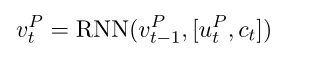 v_t^P = RNN(v_{t-1}^P, [u_t^P, c_t])